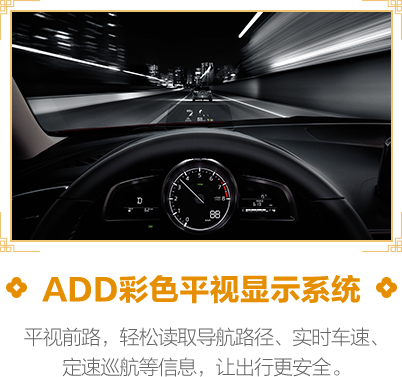 ADD彩色平视显示系统
平视前路，轻松读取导航路径、实时车速、
定速巡航等信息，让出行更安全。